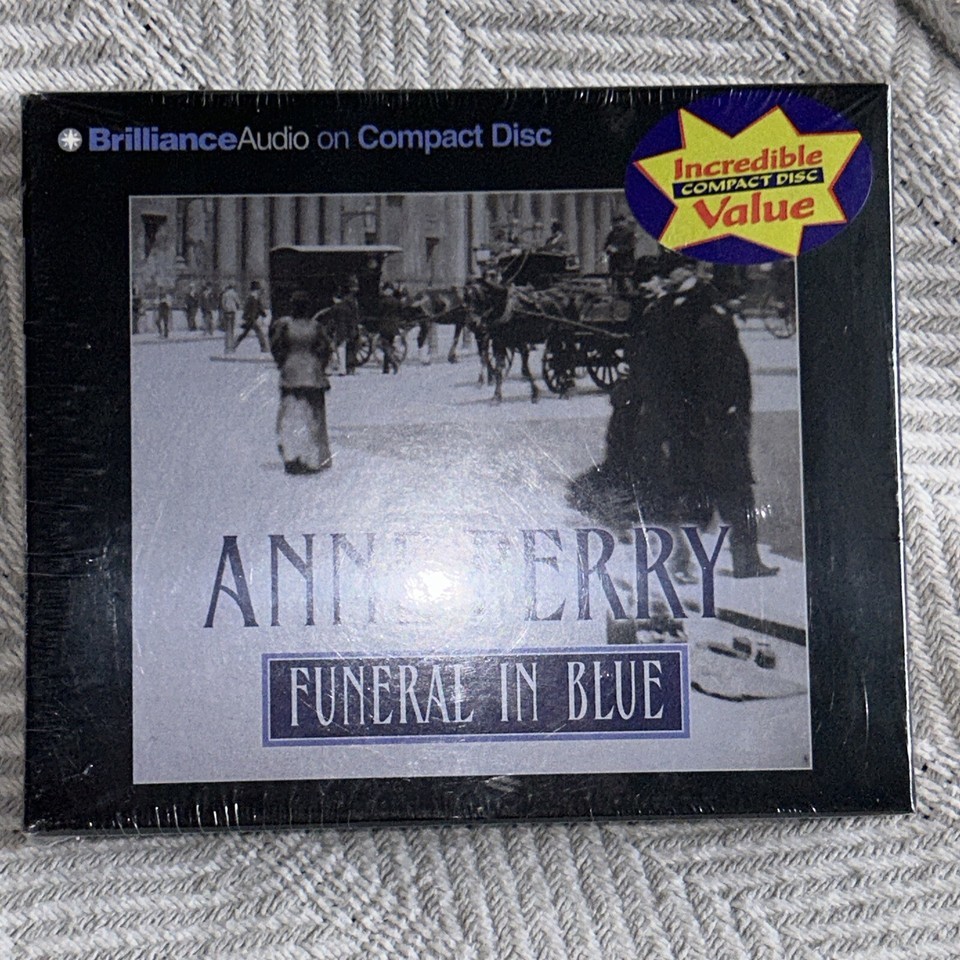 BrillianceAudio on Compact Disc
Incredible
COMPACT DISC
Value
ANNE PERRY
FUNERAL IN BLUE